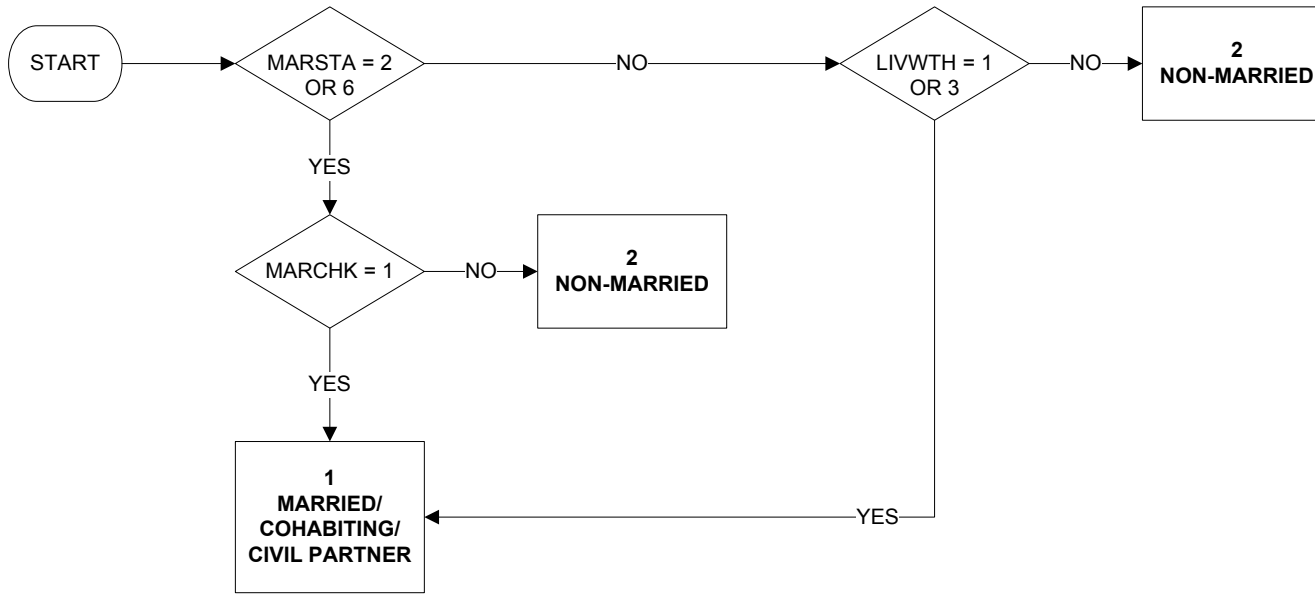 START
MARSTA = 2
OR 6
NO
LIVWTH = 1
OR 3
NO
2
NON-MARRIED
YES
MARCHK = 1
NO
2
NON-MARRIED
YES
1
MARRIED/
COHABITING/
CIVIL PARTNER
YES